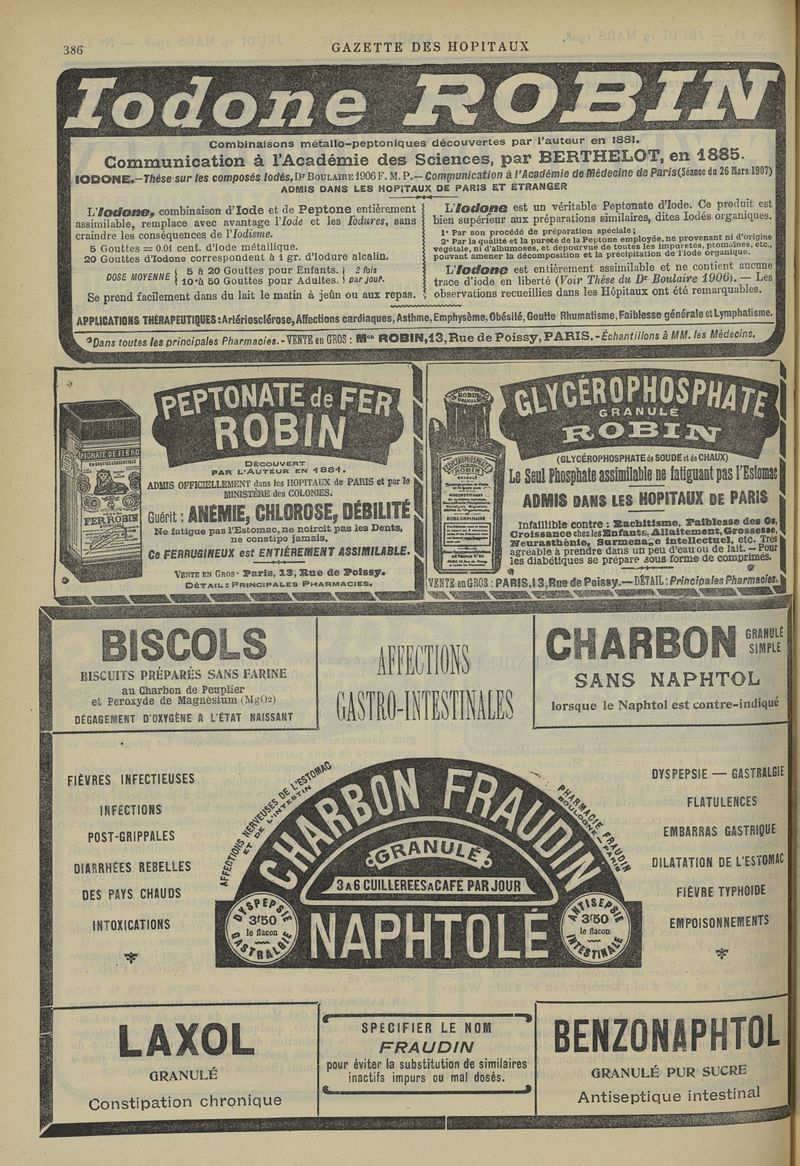 386
GAZETTE DES HOPITAUX
Iodone ROBIN
Combinaisons métallo-peptoniques découvertes par l'auteur en 1881.
Communication à l'Académie des Sciences, par BERTHELOT, en 1885.
IODONE.-Thèse sur les composés Iodés, Dr BOULAIRE 1906 F. M. P.—Communication à l'Académie de Médecine de Paris (Séance du 26 Mars 1907)
ADMIS DANS LES HOPITAUX DE PARIS ET ÉTRANGER
L'Iodone, combinaison d'Iode et de Peptone entièrement
assimilable, remplace avec avantage l'Iode et les Iodures, sans
craindre les conséquences de l'Iodisme.
5 Gouttes = 0.01 cent. d'Iode métallique.
20 Gouttes d'Iodone correspondent à 1 gr. d'Iodure alcalin.
DOSE MOYENNE { 5 à 20 Gouttes pour Enfants. } 2 fois
10 à 50 Gouttes pour Adultes. par jour.
Se prend facilement dans du lait le matin à jeûn ou aux repas.
L'Iodone est un véritable Peptonate d'Iode. Ce produit est
bien supérieur aux préparations similaires, dites Iodés organiques.
1° Par son procédé de préparation spéciale;
2° Par la qualité et la pureté de la Peptone employée, ne provenant ni d'origine
végétale, ni d'albumoses, et dépourvue de toutes les impuretés, ptomaïnes, etc.,
pouvant amener la décomposition et la précipitation de l'iode organique.
L'Iodone est entièrement assimilable et ne contient aucune
trace d'iode en liberté (Voir Thèse du Dr Boulaire 1906). — Les
observations recueillies dans les Hôpitaux ont été remarquables.
APPLICATIONS THÉRAPEUTIQUES: Artériosclérose, Affections cardiaques, Asthme, Emphysème, Obésité, Goutte Rhumatisme, Faiblesse générale et Lymphatisme.
Dans toutes les principales Pharmacies.-VENTE en GROS: Mon ROBIN, 13, Rue de Poissy, PARIS.-Échantillons à MM. les Médecins.
PEPTONATE de FER
ROBIN
DÉCOUVERT
PAR L'AUTEUR EN 1881.
ADMIS OFFICIELLEMENT dans les HOPITAUX de PARIS et par le
MINISTÈRE des COLONIES.
Guérit: ANÉMIE, CHLOROSE, DÉBILITÉ
Ne fatigue pas l'Estomac, ne noircit pas les Dents,
ne constipe jamais.
Ce FERRUGINEUX est ENTIÈREMENT ASSIMILABLE.
VENTE EN GROS: Paris, 13, Rue de Poissy.
DÉTAIL: PRINCIPALES PHARMACIES.
FER ROBIN
GLYCÉROPHOSPHATE
GRANULÉ
ROBIN
(GLYCÉROPHOSPHATE de SOUDE et de CHAUX)
Le Seul Phosphate assimilable ne fatiguant pas l'Estomac
ADMIS DANS LES HOPITAUX DE PARIS
Infaillible contre: Rachitisme, Faiblesse des Os,
Croissance chez les Enfants, Allaitement, Grossesse,
Neurasthénie, Surmenage intellectuel, etc. Très
agréable à prendre dans un peu d'eau ou de lait. — Pour
les diabétiques se prépare sous forme de comprimés.
VENTE en GROS: PARIS, 13, Rue de Poissy.—DÉTAIL: Principales Pharmacies.
BISCOLS
BISCUITS PRÉPARÉS SANS FARINE
au Charbon de Peuplier
et Peroxyde de Magnésium (MgO2)
DÉGAGEMENT D'OXYGÈNE A L'ÉTAT NAISSANT
AFFECTIONS
GASTRO-INTESTINALES
CHARBON GRANULÉ
SIMPLE
SANS NAPHTOL
lorsque le Naphtol est contre-indiqué
FIÈVRES INFECTIEUSES
INFECTIONS
POST-GRIPPALES
DIARRHÉES REBELLES
DES PAYS CHAUDS
INTOXICATIONS
AFFECTIONS NERVEUSES DE L'ESTOMAC
ET DE L'INTESTIN
CHARBON FRAUDIN
PHARMACIE FRAUDIN
BOULOGNE-PARIS
GRANULÉ
3 A 6 CUILLERÉES A CAFÉ PAR JOUR
DYSPEPSIE
3f50
le flacon
GASTRALGIE
NAPHTOLÉ
ANTISEPSIE
3f50
le flacon
INTESTINALE
DYSPEPSIE — GASTRALGIE
FLATULENCES
EMBARRAS GASTRIQUE
DILATATION DE L'ESTOMAC
FIÈVRE TYPHOIDE
EMPOISONNEMENTS
LAXOL
GRANULÉ
Constipation chronique
SPÉCIFIER LE NOM
FRAUDIN
pour éviter la substitution de similaires
inactifs impurs ou mal dosés.
BENZONAPHTOL
GRANULÉ PUR SUCRE
Antiseptique intestinal